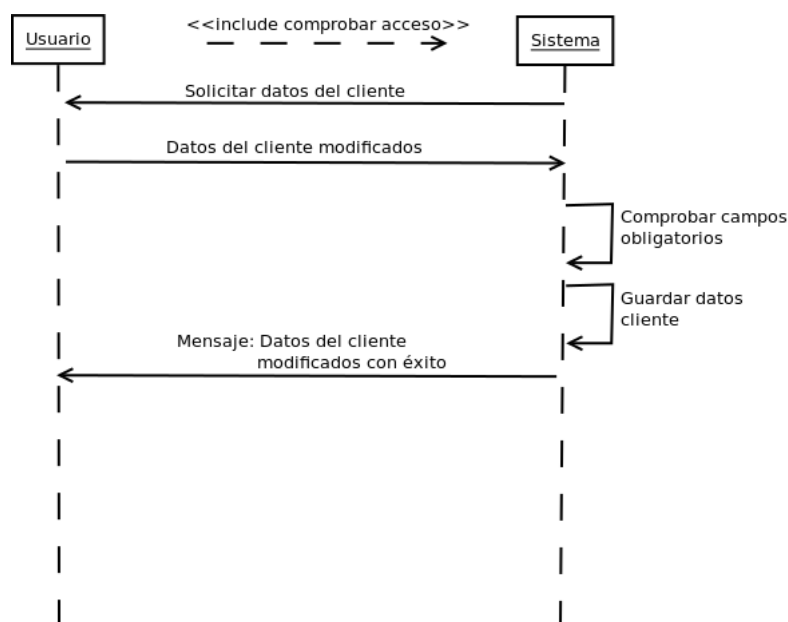 <<include comprobar acceso>>
Usuario
Sistema
Solicitar datos del cliente
Datos del cliente modificados
Comprobar campos
obligatorios
Guardar datos
cliente
Mensaje: Datos del cliente
modificados con éxito